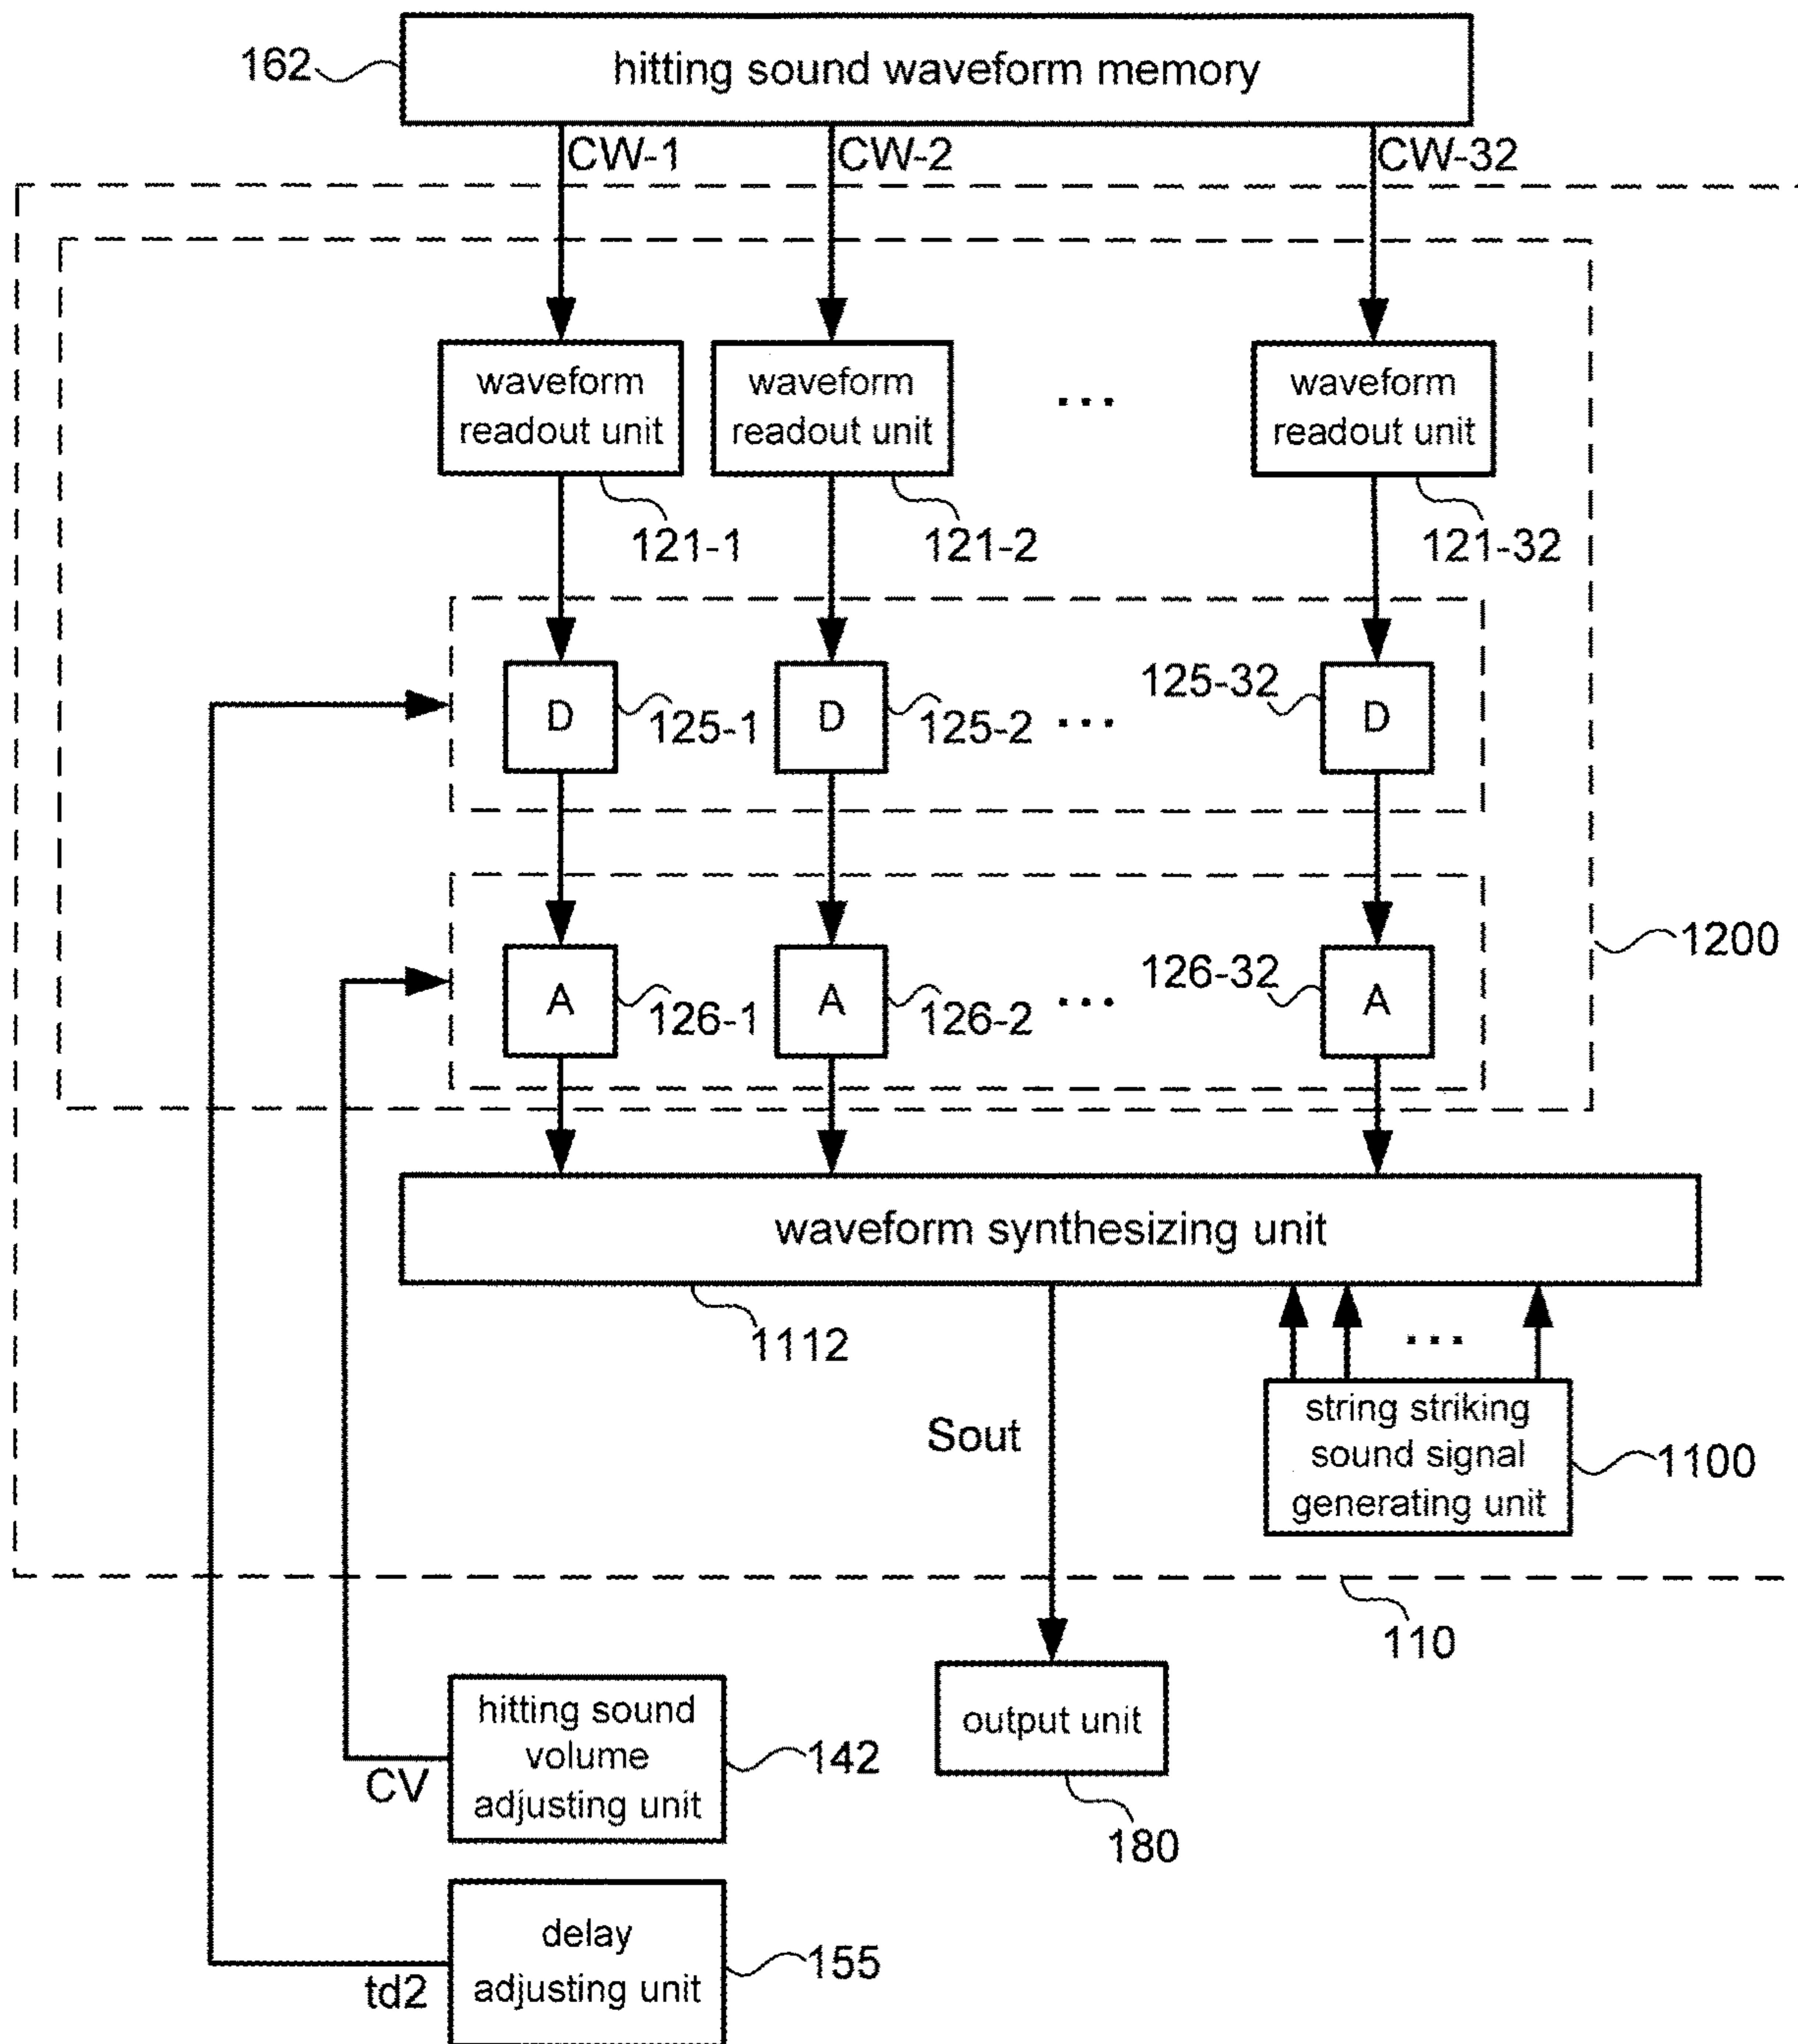 162
hitting sound waveform memory
CW-1
CW-2
CW-32
waveform
readout unit
waveform
readout unit
...
waveform
readout unit
121-1
121-2
121-32
D
125-1
D
125-2
...
125-32
D
A
126-1
A
126-2
...
126-32
A
1200
waveform synthesizing unit
1112
Sout
...
string striking
sound signal
generating unit
1100
110
hitting sound
volume
adjusting unit
142
CV
output unit
180
delay
adjusting unit
155
td2